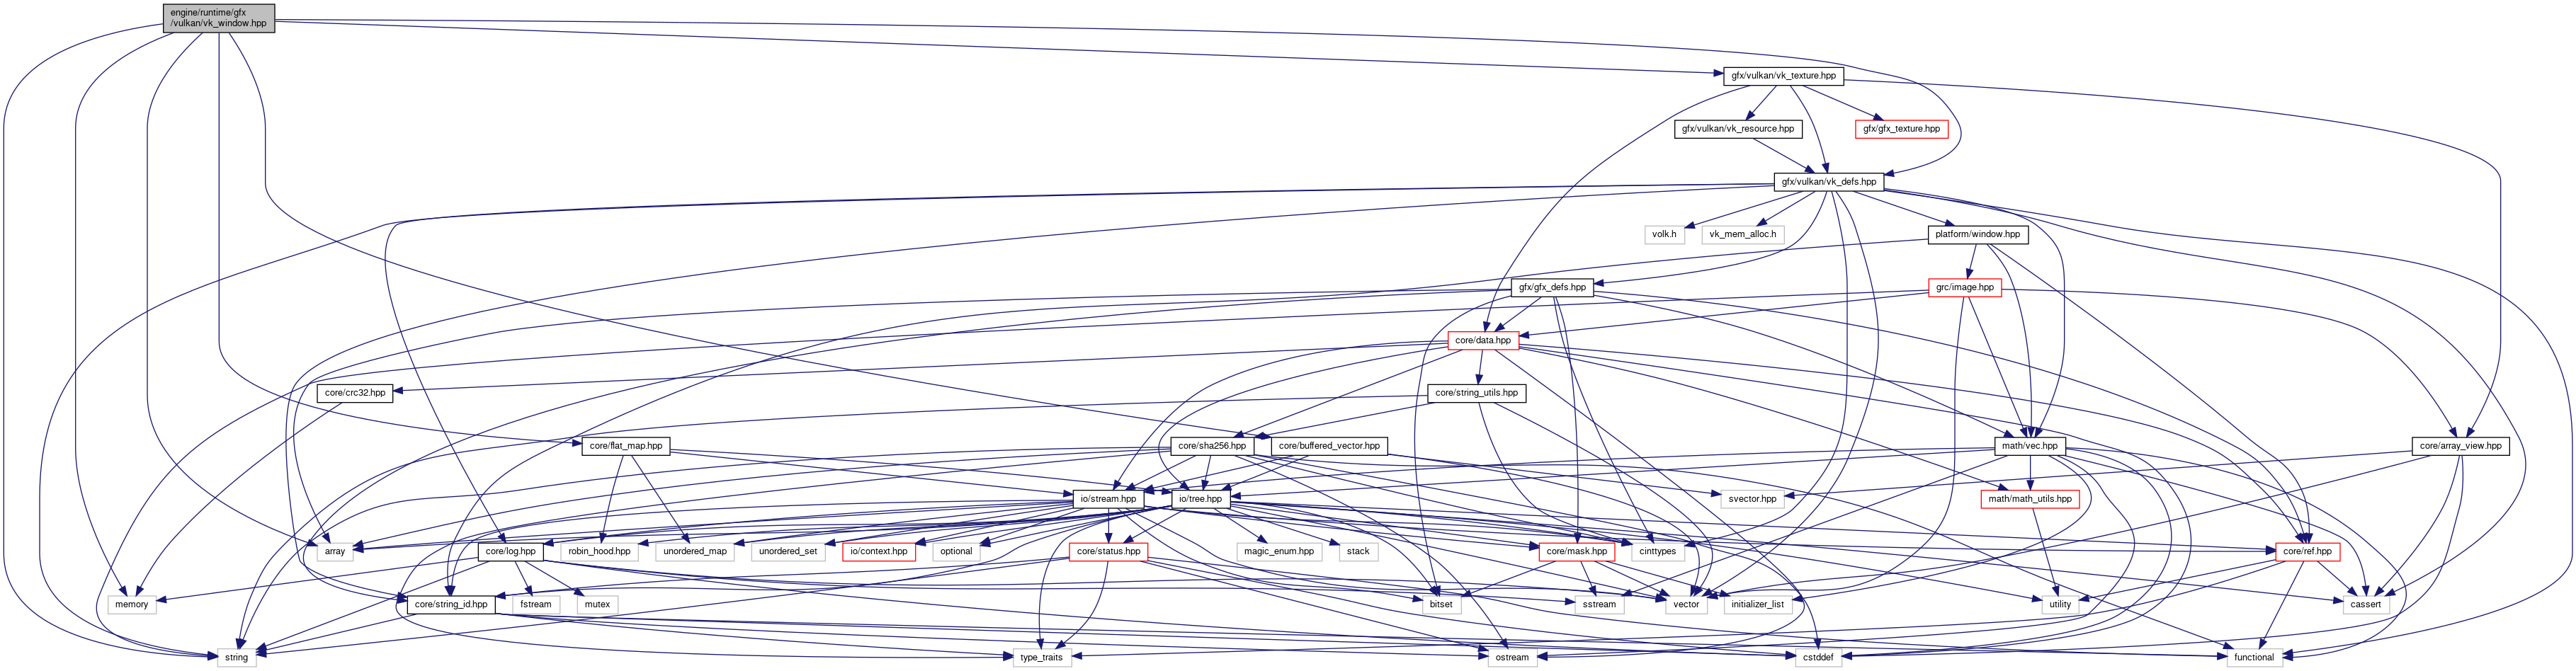 engine/runtime/gfx
/vulkan/vk_window.hpp
gfx/vulkan/vk_texture.hpp
gfx/vulkan/vk_resource.hpp
gfx/gfx_texture.hpp
gfx/vulkan/vk_defs.hpp
volk.h
vk_mem_alloc.h
platform/window.hpp
gfx/gfx_defs.hpp
grc/image.hpp
core/data.hpp
core/crc32.hpp
core/string_utils.hpp
core/flat_map.hpp
core/sha256.hpp
core/buffered_vector.hpp
math/vec.hpp
core/array_view.hpp
io/stream.hpp
io/tree.hpp
svector.hpp
math/math_utils.hpp
array
core/log.hpp
robin_hood.hpp
unordered_map
unordered_set
io/context.hpp
optional
core/status.hpp
magic_enum.hpp
stack
core/mask.hpp
cinttypes
core/ref.hpp
memory
core/string_id.hpp
fstream
mutex
bitset
sstream
vector
initializer_list
utility
cassert
string
type_traits
ostream
cstddef
functional